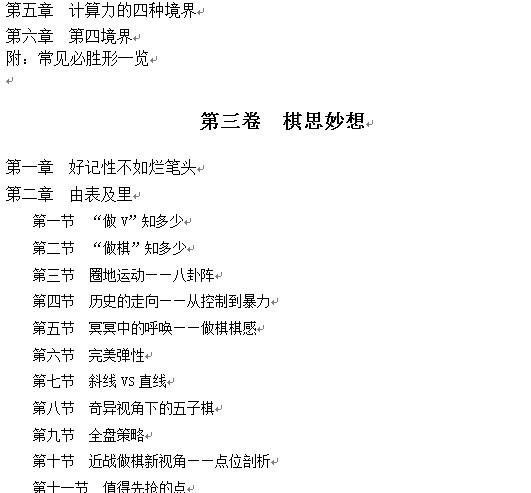 第五章　计算力的四种境界
第六章　第四境界
附：常见必胜形一览
第三卷　棋思妙想
第一章　好记性不如烂笔头
第二章　由表及里
第一节　“做 V”知多少
第二节　“做棋”知多少
第三节　圈地运动——八卦阵
第四节　历史的走向——从控制到暴力
第五节　冥冥中的呼唤——做棋棋感
第六节　完美弹性
第七节　斜线 VS 直线
第八节　奇异视角下的五子棋
第九节　全盘策略
第十节　近战做棋新视角——点位剖析
第十一节　值得先抢的点